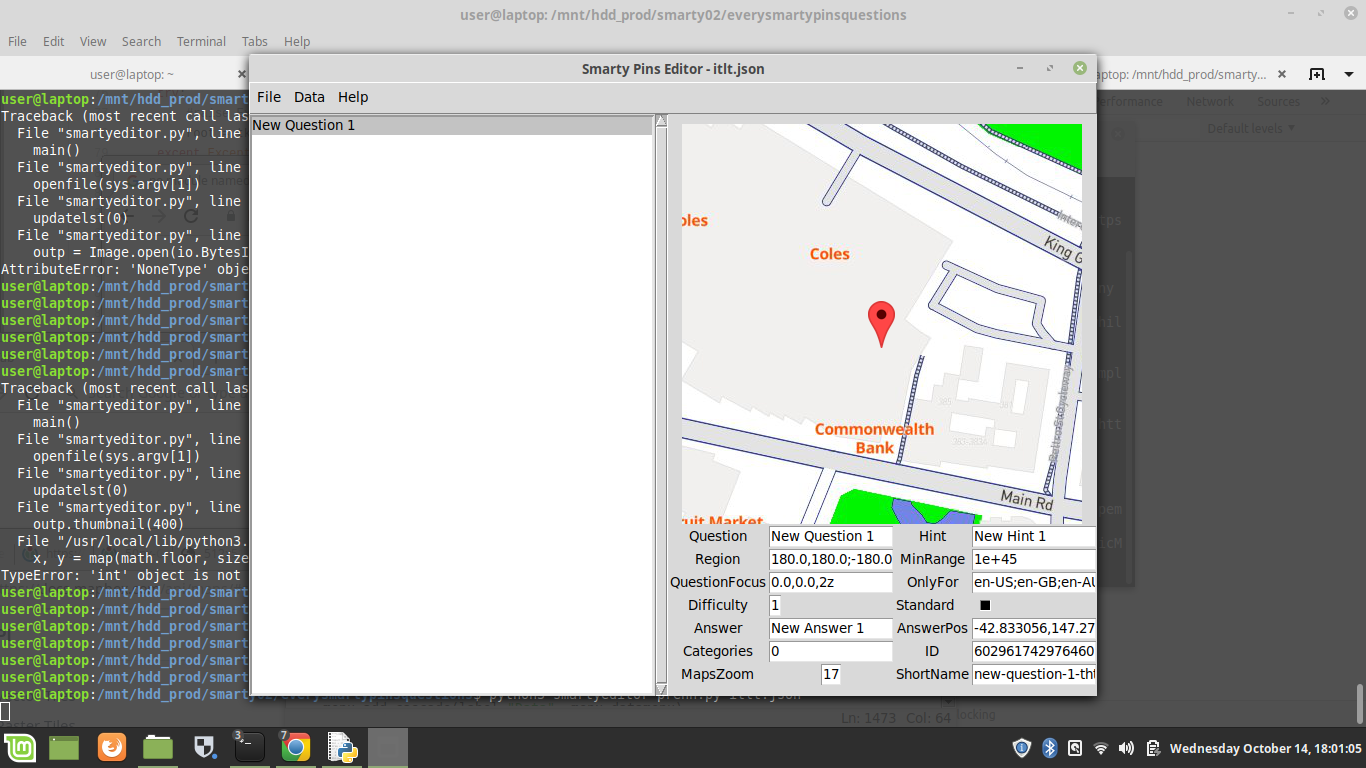 user@laptop: /mnt/hdd_prod/smarty02/everysmartypinsquestions
File Edit View Search Terminal Tabs Help
user@laptop: ~
aptop: /mnt/hdd_prod/smarty...
user@laptop:/mnt/hdd_prod/smart
Traceback (most recent call las
File "smartyeditor.py", line
main()
File "smartyeditor.py", line
openfile(sys.argv[1])
File "smartyeditor.py", line
updatelst(0)
File "smartyeditor.py", line
outp = Image.open(io.BytesI
AttributeError: 'NoneType' obje
user@laptop:/mnt/hdd_prod/smart
user@laptop:/mnt/hdd_prod/smart
user@laptop:/mnt/hdd_prod/smart
user@laptop:/mnt/hdd_prod/smart
user@laptop:/mnt/hdd_prod/smart
user@laptop:/mnt/hdd_prod/smart
Traceback (most recent call las
File "smartyeditor.py", line
main()
File "smartyeditor.py", line
openfile(sys.argv[1])
File "smartyeditor.py", line
updatelst(0)
File "smartyeditor.py", line
outp.thumbnail(400)
File "/usr/local/lib/python3.
x, y = map(math.floor, size
TypeError: 'int' object is not
user@laptop:/mnt/hdd_prod/smart
user@laptop:/mnt/hdd_prod/smart
user@laptop:/mnt/hdd_prod/smart
user@laptop:/mnt/hdd_prod/smart
user@laptop:/mnt/hdd_prod/smart
user@laptop:/mnt/hdd_prod/smart
user@laptop:/mnt/hdd_prod/smart
Smarty Pins Editor - itlt.json
File Data Help
New Question 1
oles
Coles
King G
Commonwealth
Bank
Main Rd
uit Market
Question New Question 1 Hint New Hint 1
Region 180.0,180.0;-180.0 MinRange 1e+45
QuestionFocus 0.0,0.0,2z OnlyFor en-US;en-GB;en-AU
Difficulty 1 Standard
Answer New Answer 1 AnswerPos -42.833056,147.27
Categories 0 ID 602961742976460
MapsZoom 17 ShortName new-question-1-tht
erformance Network Sources »
Default levels
Ln: 1473 Col: 64
locking
aster Tiles
3
7
Wednesday October 14, 18:01:05